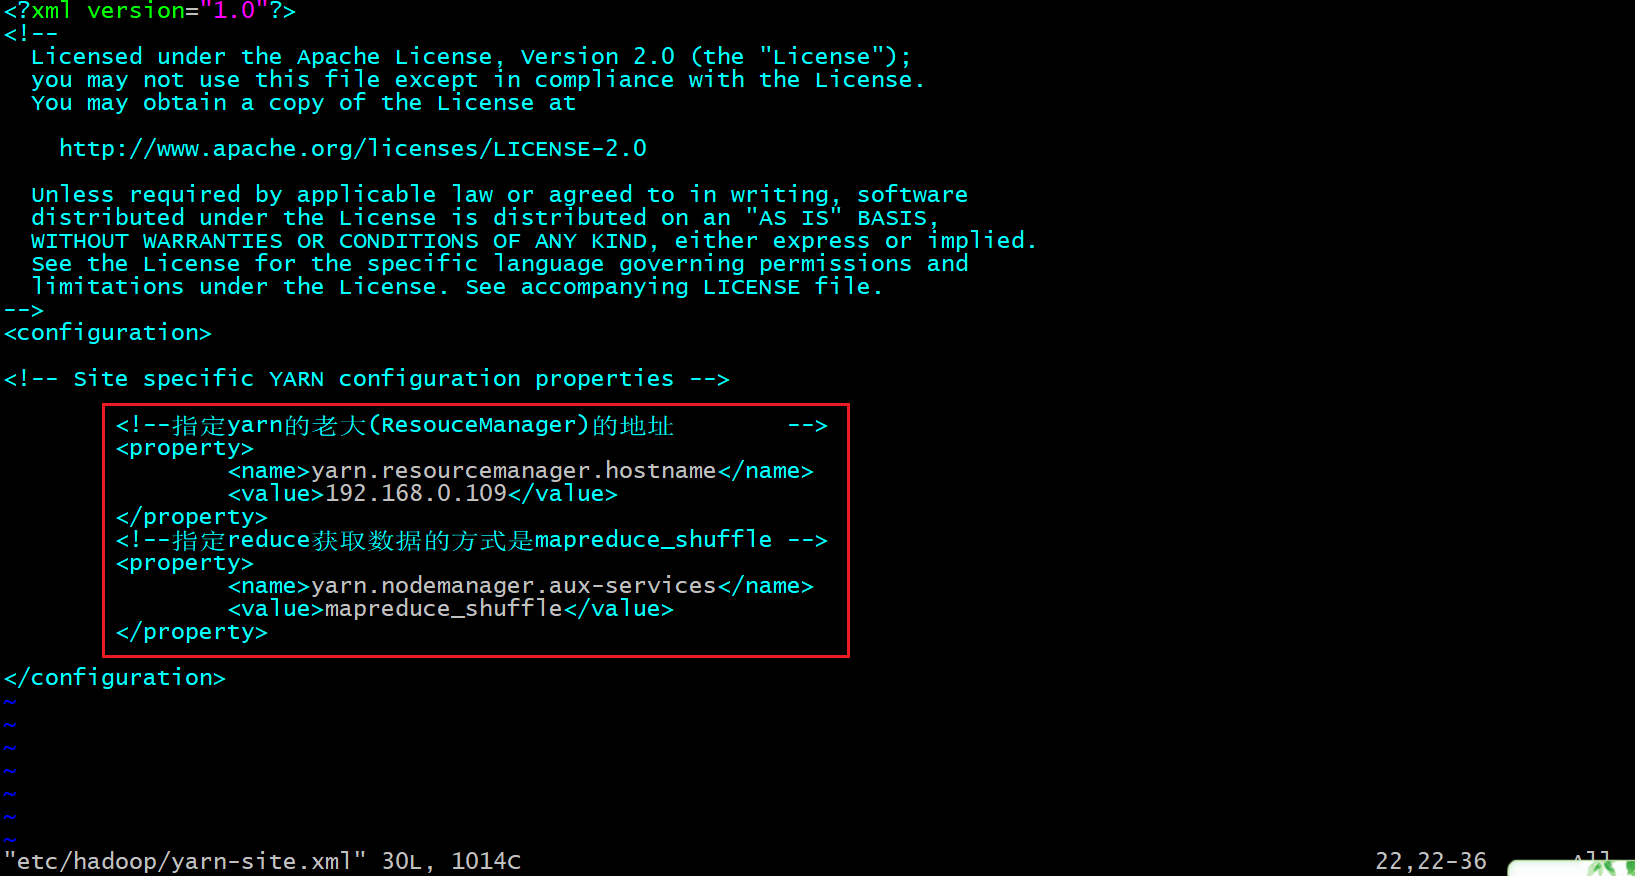 <?xml version="1.0"?>
<!--
  Licensed under the Apache License, Version 2.0 (the "License");
  you may not use this file except in compliance with the License.
  You may obtain a copy of the License at

    http://www.apache.org/licenses/LICENSE-2.0

  Unless required by applicable law or agreed to in writing, software
  distributed under the License is distributed on an "AS IS" BASIS,
  WITHOUT WARRANTIES OR CONDITIONS OF ANY KIND, either express or implied.
  See the License for the specific language governing permissions and
  limitations under the License. See accompanying LICENSE file.
-->
<configuration>

<!-- Site specific YARN configuration properties -->

        <!--指定yarn的老大(ResouceManager)的地址        -->
        <property>
                <name>yarn.resourcemanager.hostname</name>
                <value>192.168.0.109</value>
        </property>
        <!--指定reduce获取数据的方式是mapreduce_shuffle -->
        <property>
                <name>yarn.nodemanager.aux-services</name>
                <value>mapreduce_shuffle</value>
        </property>

</configuration>
~
~
~
~
~
~
~
"etc/hadoop/yarn-site.xml" 30L, 1014C 22,22-36 All